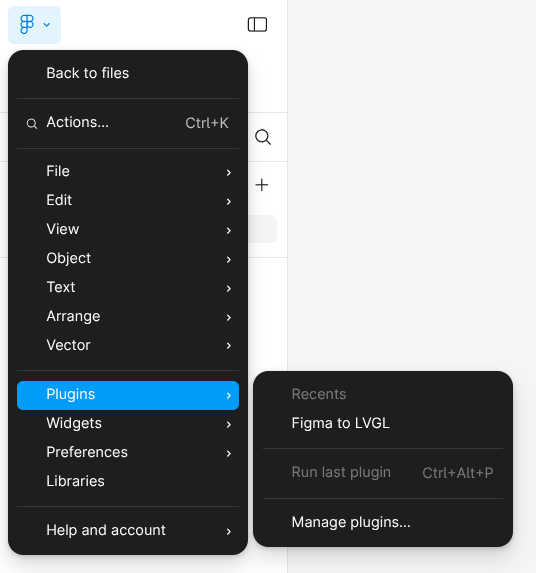 Back to files
Actions... Ctrl+K
File
Edit
View
Object
Text
Arrange
Vector
Plugins
Widgets
Preferences
Libraries
Help and account
Recents
Figma to LVGL
Run last plugin Ctrl+Alt+P
Manage plugins...